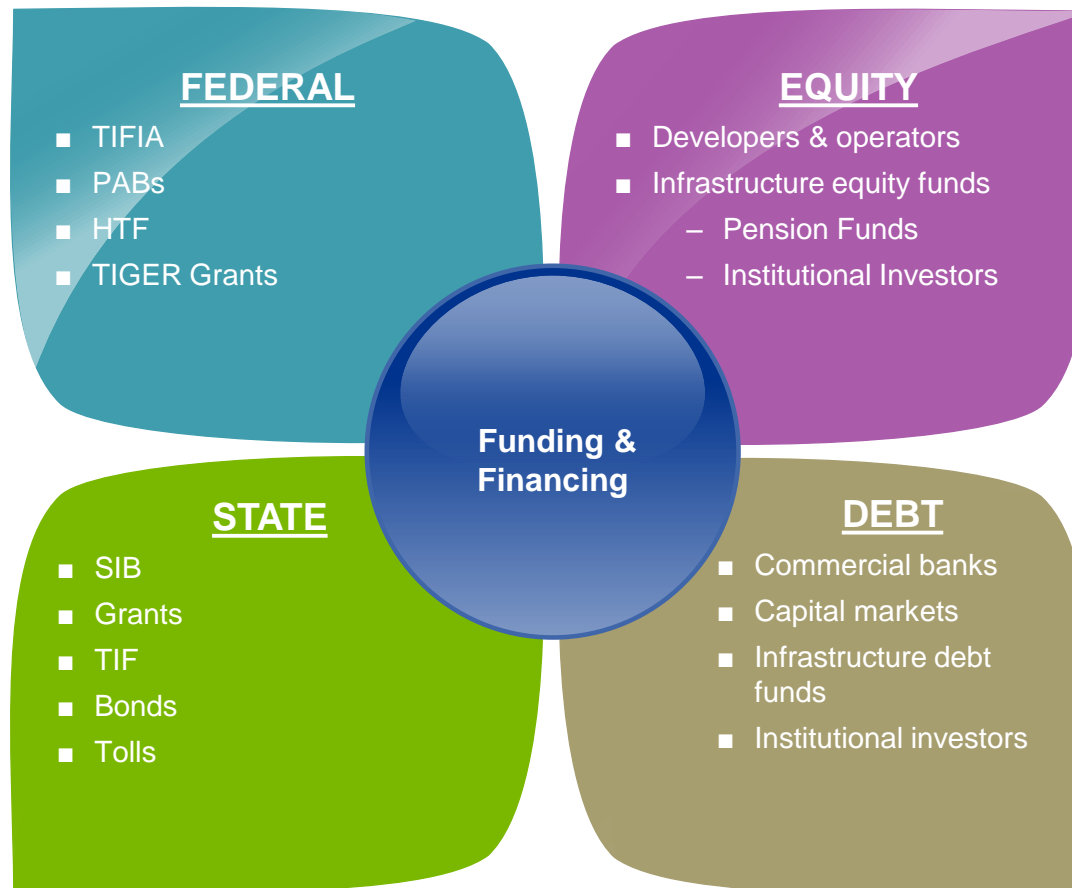 FEDERAL
■ TIFIA
■ PABs
■ HTF
■ TIGER Grants
EQUITY
■ Developers & operators
■ Infrastructure equity funds
– Pension Funds
– Institutional Investors
Funding &
Financing
STATE
■ SIB
■ Grants
■ TIF
■ Bonds
■ Tolls
DEBT
■ Commercial banks
■ Capital markets
■ Infrastructure debt
funds
■ Institutional investors